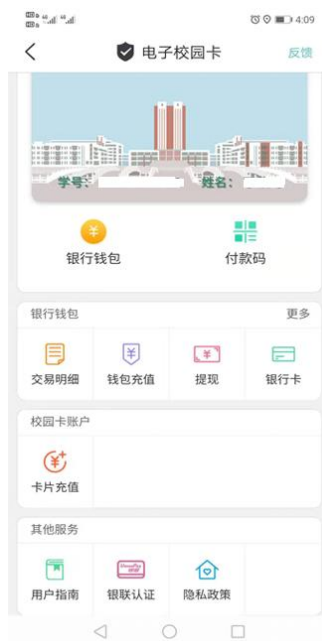 4:09
电子校园卡
反馈
学号： 姓名：
银行钱包 付款码
银行钱包 更多
交易明细 钱包充值 提现 银行卡
校园卡账户
卡片充值
其他服务
用户指南 银联认证 隐私政策